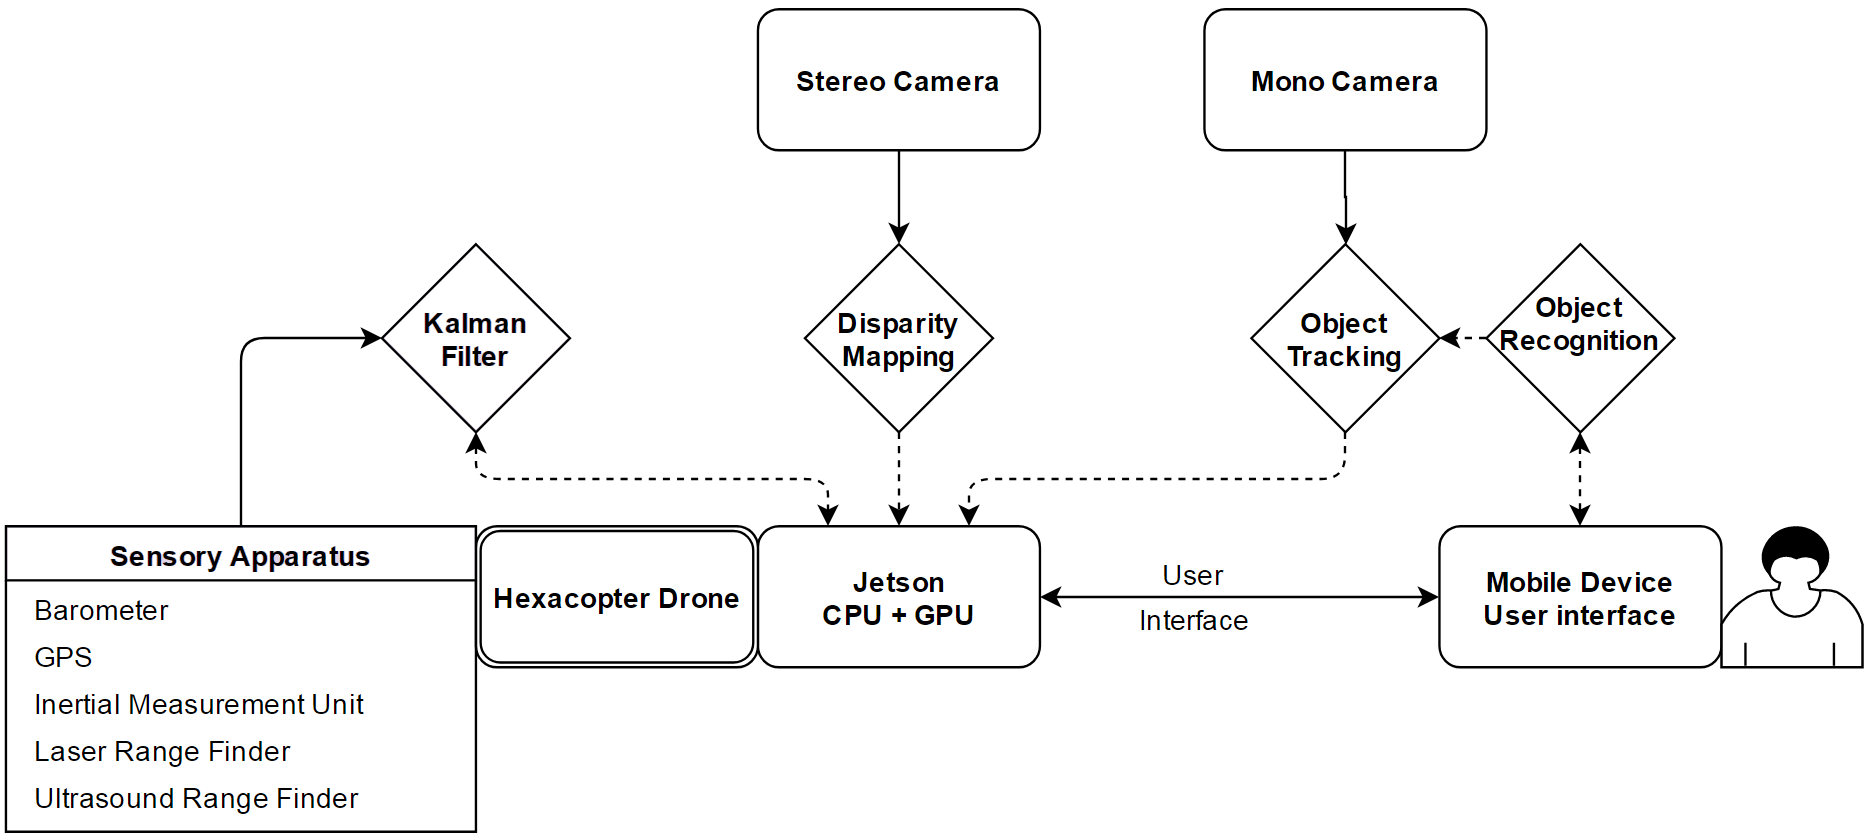 Stereo Camera
Mono Camera
Kalman
Filter
Disparity
Mapping
Object
Tracking
Object
Recognition
Sensory Apparatus
Barometer
GPS
Inertial Measurement Unit
Laser Range Finder
Ultrasound Range Finder
Hexacopter Drone
Jetson
CPU + GPU
User
Interface
Mobile Device
User interface